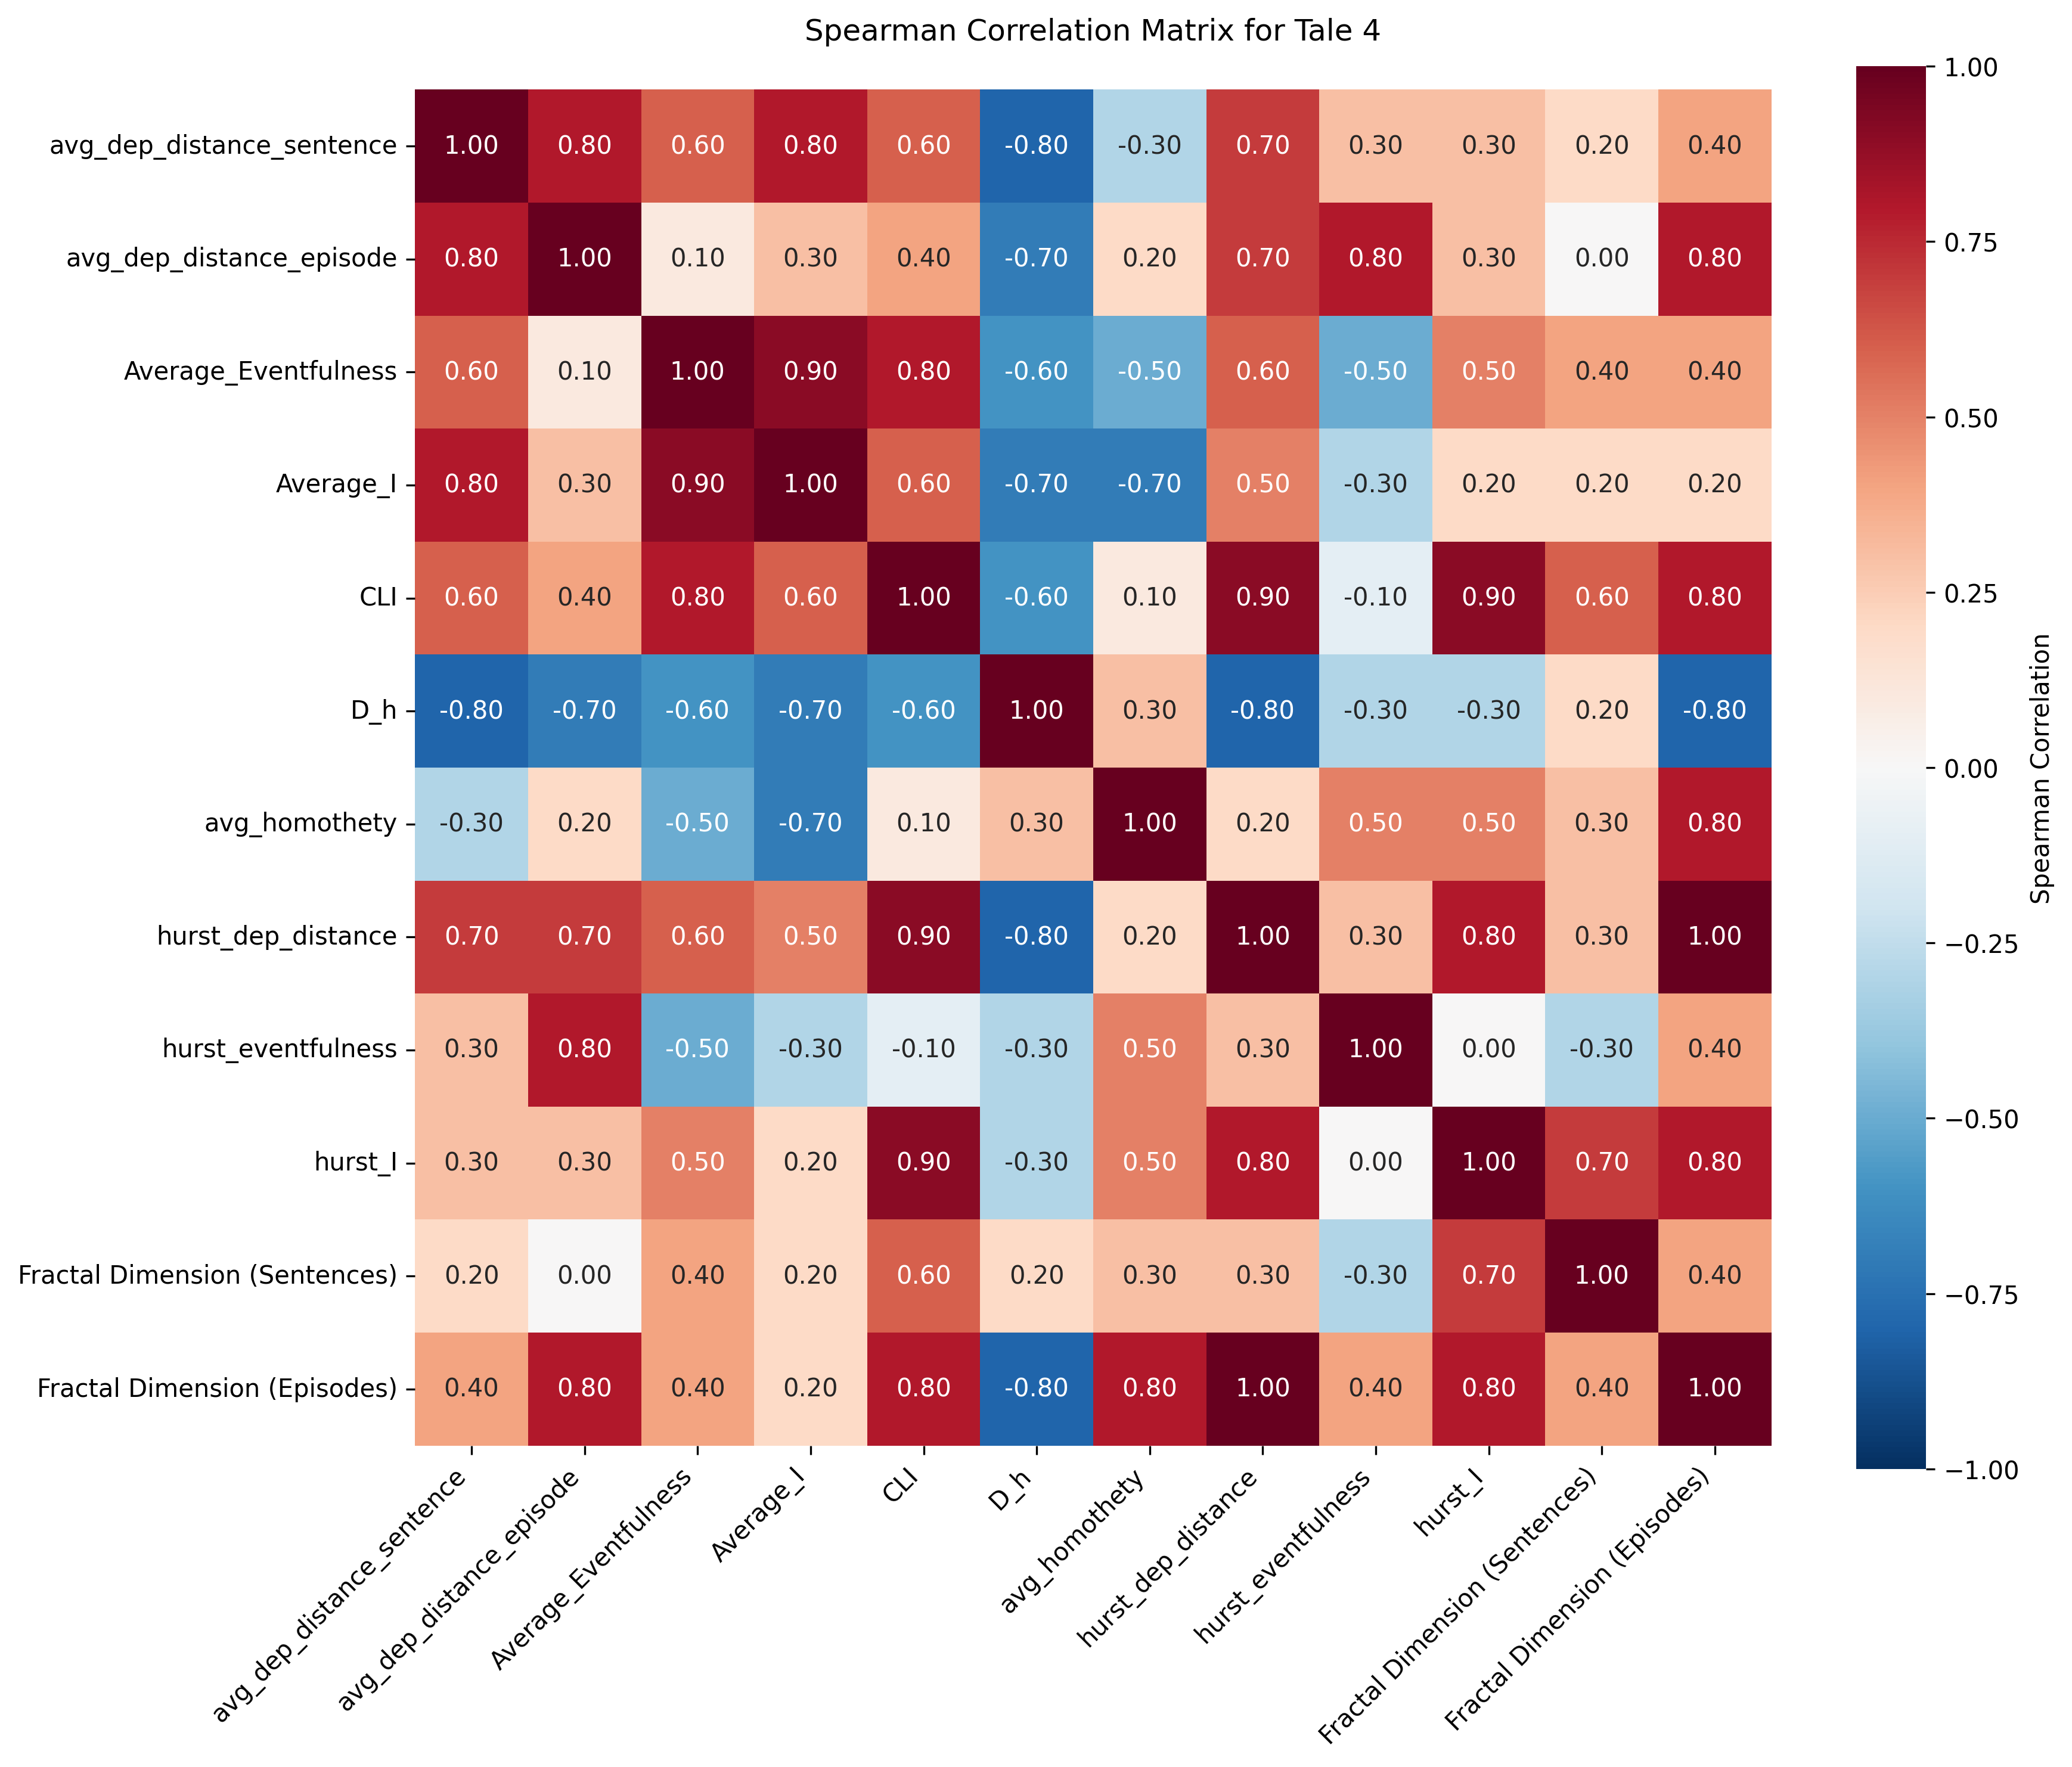 Spearman Correlation Matrix for Tale 4
avg_dep_distance_sentence 1.00 0.80 0.60 0.80 0.60 -0.80 -0.30 0.70 0.30 0.30 0.20 0.40
avg_dep_distance_episode 0.80 1.00 0.10 0.30 0.40 -0.70 0.20 0.70 0.80 0.30 0.00 0.80
Average_Eventfulness 0.60 0.10 1.00 0.90 0.80 -0.60 -0.50 0.60 -0.50 0.50 0.40 0.40
Average_I 0.80 0.30 0.90 1.00 0.60 -0.70 -0.70 0.50 -0.30 0.20 0.20 0.20
CLI 0.60 0.40 0.80 0.60 1.00 -0.60 0.10 0.90 -0.10 0.90 0.60 0.80
D_h -0.80 -0.70 -0.60 -0.70 -0.60 1.00 0.30 -0.80 -0.30 -0.30 0.20 -0.80
avg_homothety -0.30 0.20 -0.50 -0.70 0.10 0.30 1.00 0.20 0.50 0.50 0.30 0.80
hurst_dep_distance 0.70 0.70 0.60 0.50 0.90 -0.80 0.20 1.00 0.30 0.80 0.30 1.00
hurst_eventfulness 0.30 0.80 -0.50 -0.30 -0.10 -0.30 0.50 0.30 1.00 0.00 -0.30 0.40
hurst_I 0.30 0.30 0.50 0.20 0.90 -0.30 0.50 0.80 0.00 1.00 0.70 0.80
Fractal Dimension (Sentences) 0.20 0.00 0.40 0.20 0.60 0.20 0.30 0.30 -0.30 0.70 1.00 0.40
Fractal Dimension (Episodes) 0.40 0.80 0.40 0.20 0.80 -0.80 0.80 1.00 0.40 0.80 0.40 1.00
avg_dep_distance_sentence
avg_dep_distance_episode
Average_Eventfulness
Average_I
CLI
D_h
avg_homothety
hurst_dep_distance
hurst_eventfulness
hurst_I
Fractal Dimension (Sentences)
Fractal Dimension (Episodes)
1.00
0.75
0.50
0.25
0.00
−0.25
−0.50
−0.75
−1.00
Spearman Correlation